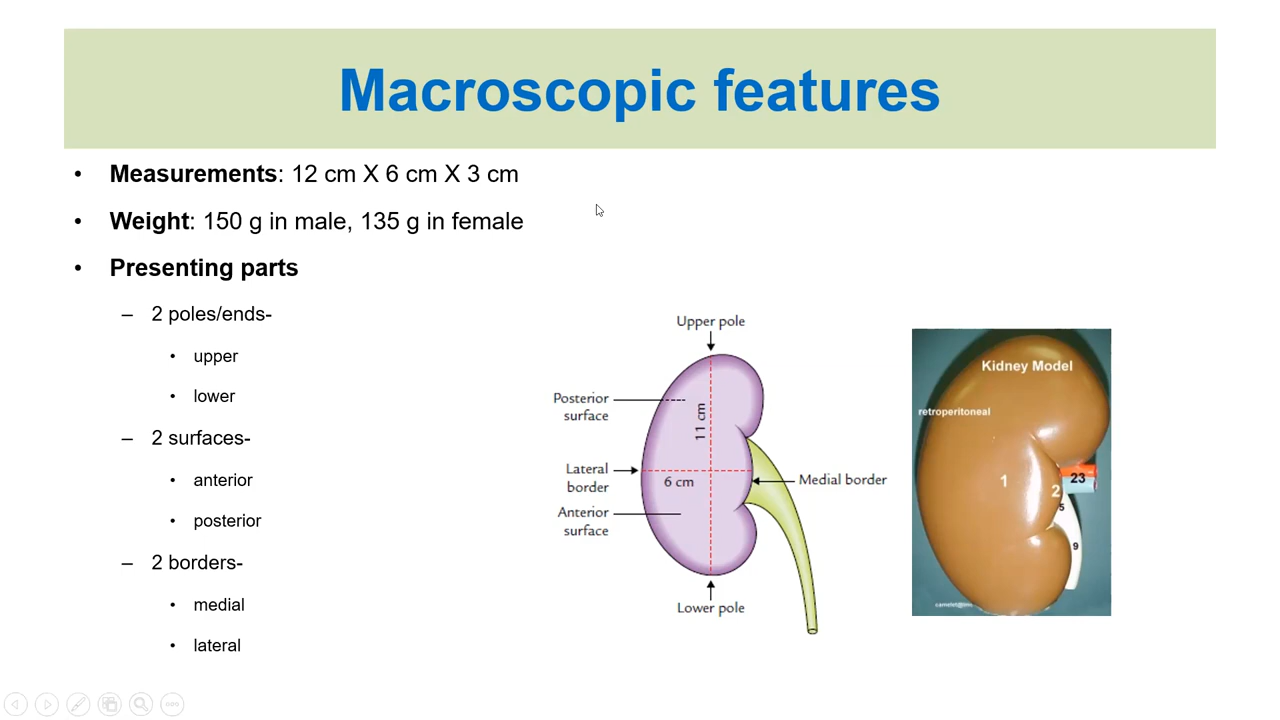 Macroscopic features
• Measurements: 12 cm X 6 cm X 3 cm
• Weight: 150 g in male, 135 g in female
• Presenting parts
– 2 poles/ends-
• upper
• lower
– 2 surfaces-
• anterior
• posterior
– 2 borders-
• medial
• lateral
Upper pole
Posterior
surface
11 cm
Lateral
border
6 cm
Medial border
Anterior
surface
Lower pole
Kidney Model
retroperitoneal
1
2
23
5
9